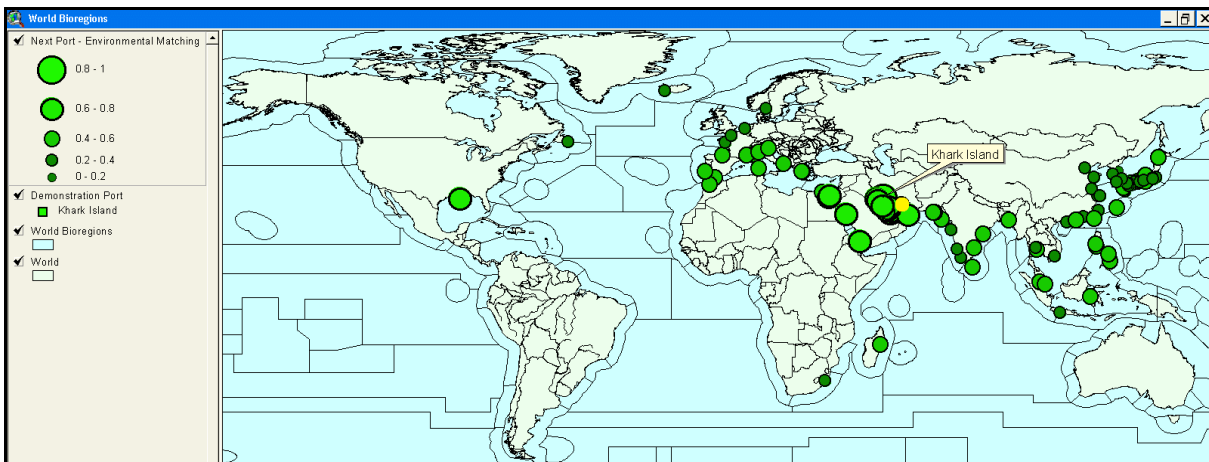 World Bioregions
Next Port - Environmental Matching
0.8 - 1
0.6 - 0.8
0.4 - 0.6
0.2 - 0.4
0 - 0.2
Demonstration Port
Khark Island
World Bioregions
World
Khark Island